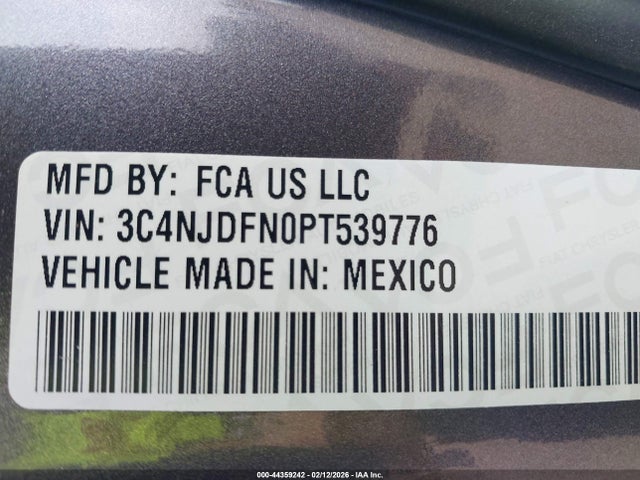 MFD BY: FCA US LLC
VIN: 3C4NJDFN0PT539776
VEHICLE MADE IN: MEXICO
000-44359242 - 02/12/2026 - IAA Inc.